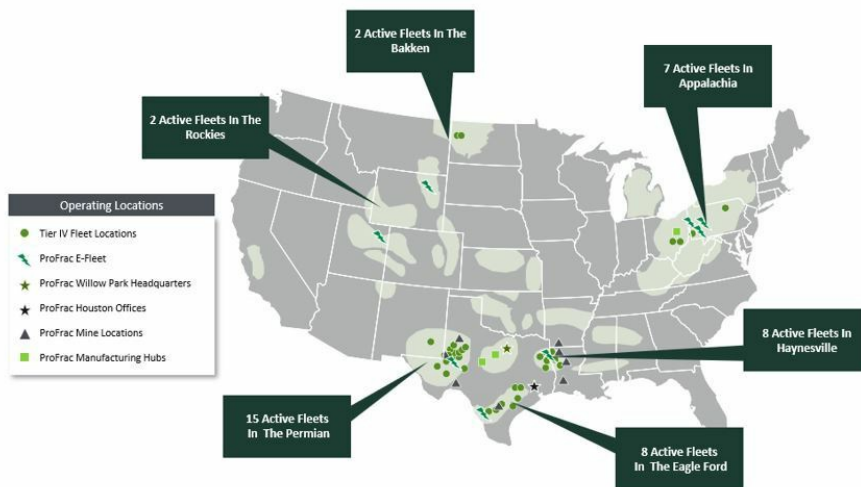 2 Active Fleets In The
Bakken
7 Active Fleets In
Appalachia
2 Active Fleets In The
Rockies
Operating Locations
Tier IV Fleet Locations
ProFrac E-Fleet
ProFrac Willow Park Headquarters
ProFrac Houston Offices
ProFrac Mine Locations
ProFrac Manufacturing Hubs
8 Active Fleets In
Haynesville
15 Active Fleets
In The Permian
8 Active Fleets
In The Eagle Ford